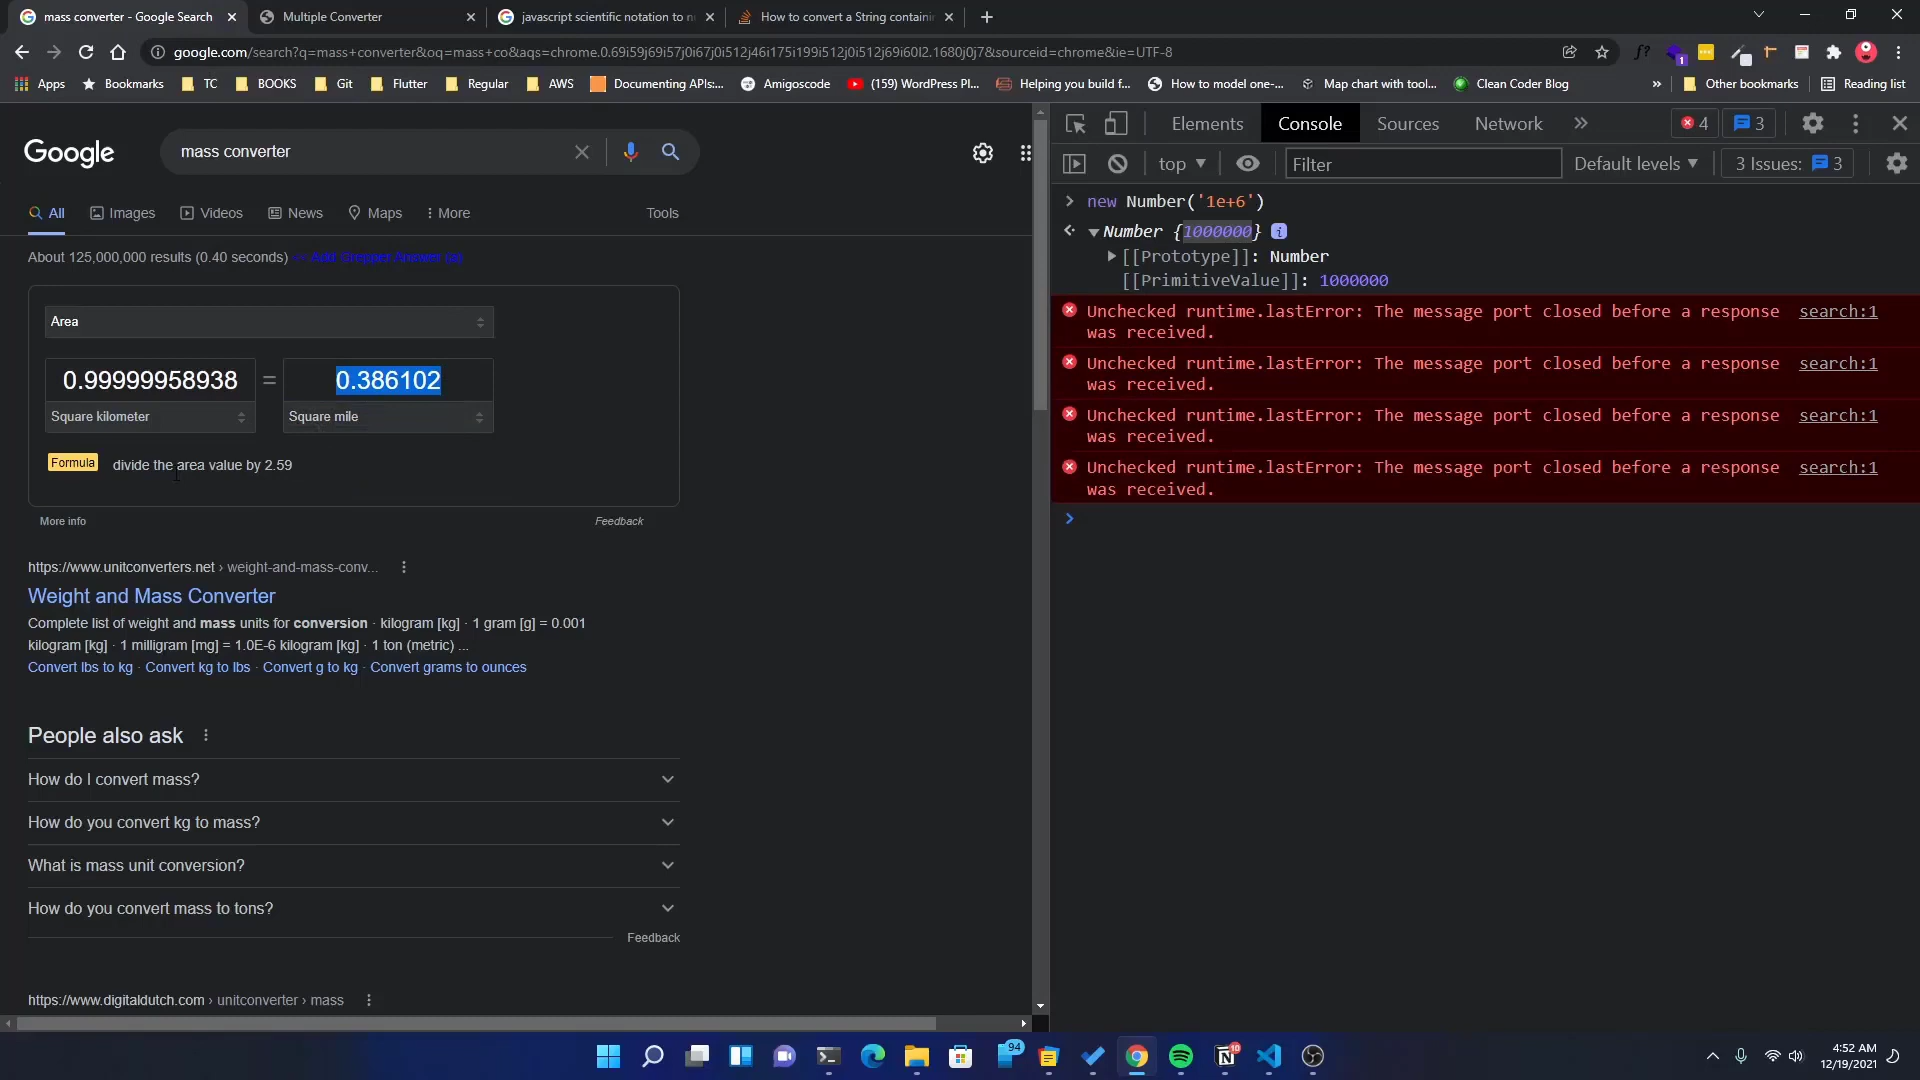 mass converter - Google Search
Multiple Converter
javascript scientific notation to n
How to convert a String containi
google.com/search?q=mass+converter&oq=mass+co&aqs=chrome.0.69i59j69i57j0i67j0i512j46i175i199i512j0i512j69i60l2.1680j0j7&sourceid=chrome&ie=UTF-8
f?
1
Apps
Bookmarks
TC
BOOKS
Git
Flutter
Regular
AWS
Documenting APIs:...
Amigoscode
(159) WordPress Pl...
Helping you build f...
How to model one-...
Map chart with tool...
Clean Coder Blog
»
Other bookmarks
Reading list
Google
mass converter
All
Images
Videos
News
Maps
More
Tools
About 125,000,000 results (0.40 seconds)
Area
0.99999958938
=
0.386102
Square kilometer
Square mile
Formula
divide the area value by 2.59
More info
Feedback
https://www.unitconverters.net › weight-and-mass-conv...
Weight and Mass Converter
Complete list of weight and mass units for conversion · kilogram [kg] · 1 gram [g] = 0.001
kilogram [kg] · 1 milligram [mg] = 1.0E-6 kilogram [kg] · 1 ton (metric) ...
Convert lbs to kg · Convert kg to lbs · Convert g to kg · Convert grams to ounces
People also ask
How do I convert mass?
How do you convert kg to mass?
What is mass unit conversion?
How do you convert mass to tons?
Feedback
https://www.digitaldutch.com › unitconverter › mass
Elements
Console
Sources
Network
»
4
3
top
Filter
Default levels
3 Issues:
3
new Number('1e+6')
Number {1000000}
[[Prototype]]: Number
[[PrimitiveValue]]: 1000000
Unchecked runtime.lastError: The message port closed before a response
was received.
search:1
Unchecked runtime.lastError: The message port closed before a response
was received.
search:1
Unchecked runtime.lastError: The message port closed before a response
was received.
search:1
Unchecked runtime.lastError: The message port closed before a response
was received.
search:1
94
10
4:52 AM
12/19/2021